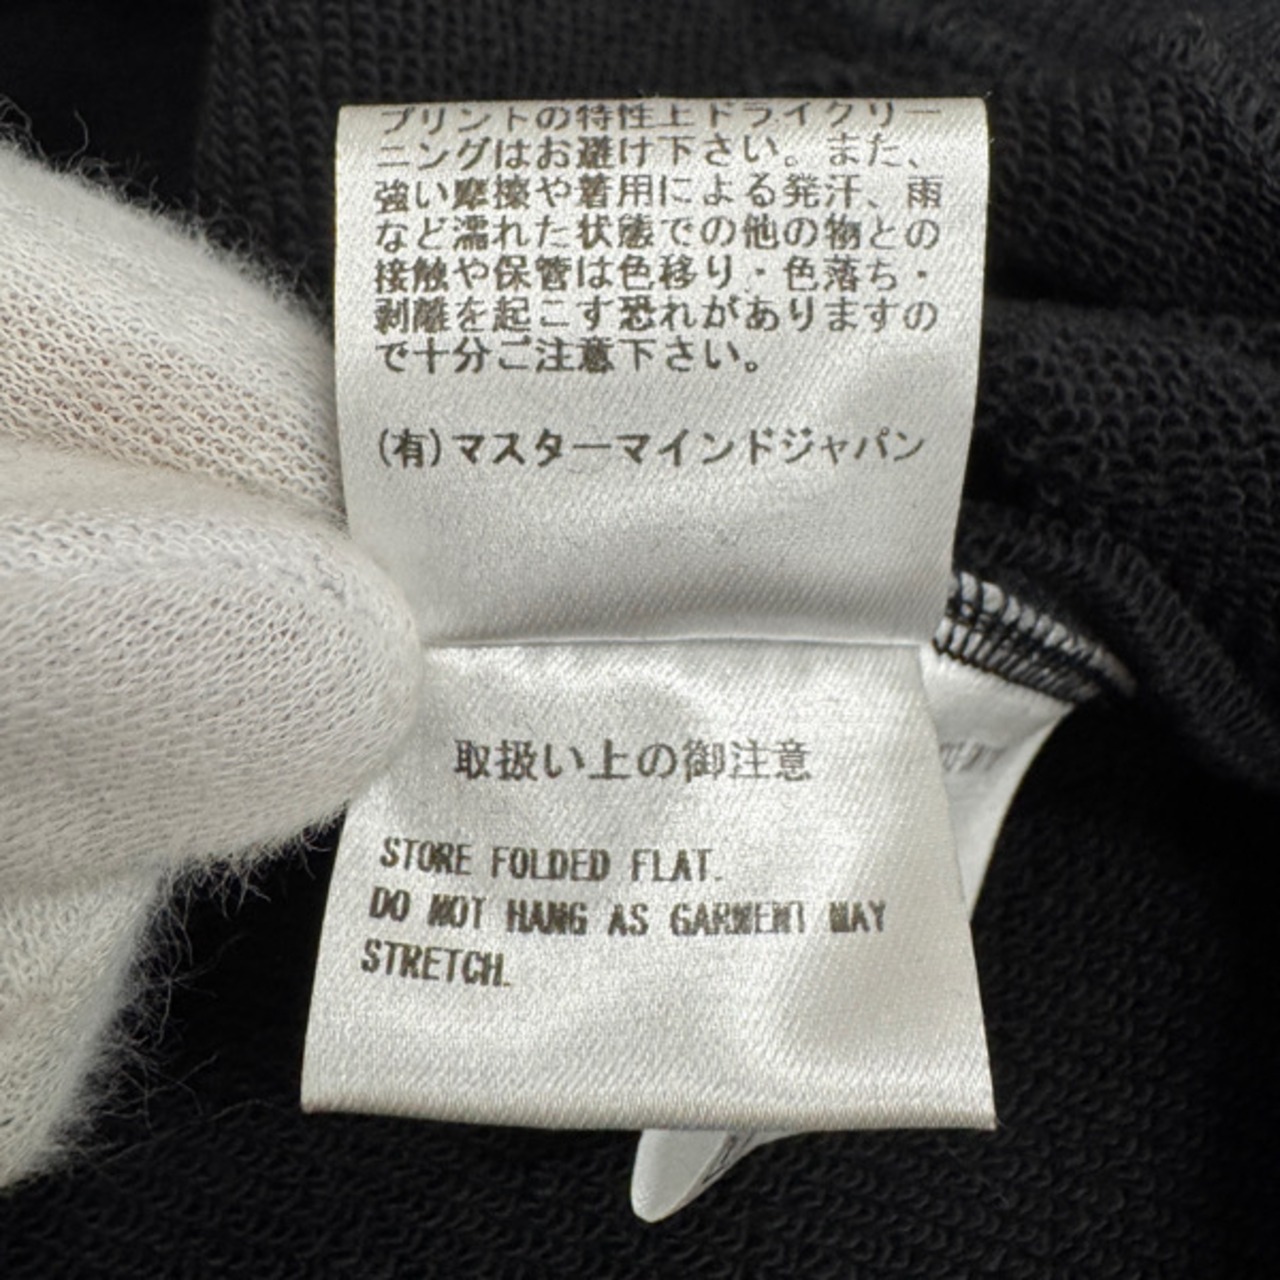 プリントの特性上ドライクリー
ニングはお避け下さい。また、
強い摩擦や着用による発汗、雨
など濡れた状態での他の物との
接触や保管は色移り・色落ち・
剥離を起こす恐れがありますの
で十分ご注意下さい。
(有)マスターマインドジャパン
取扱い上の御注意
STORE FOLDED FLAT.
DO NOT HANG AS GARMENT MAY
STRETCH.